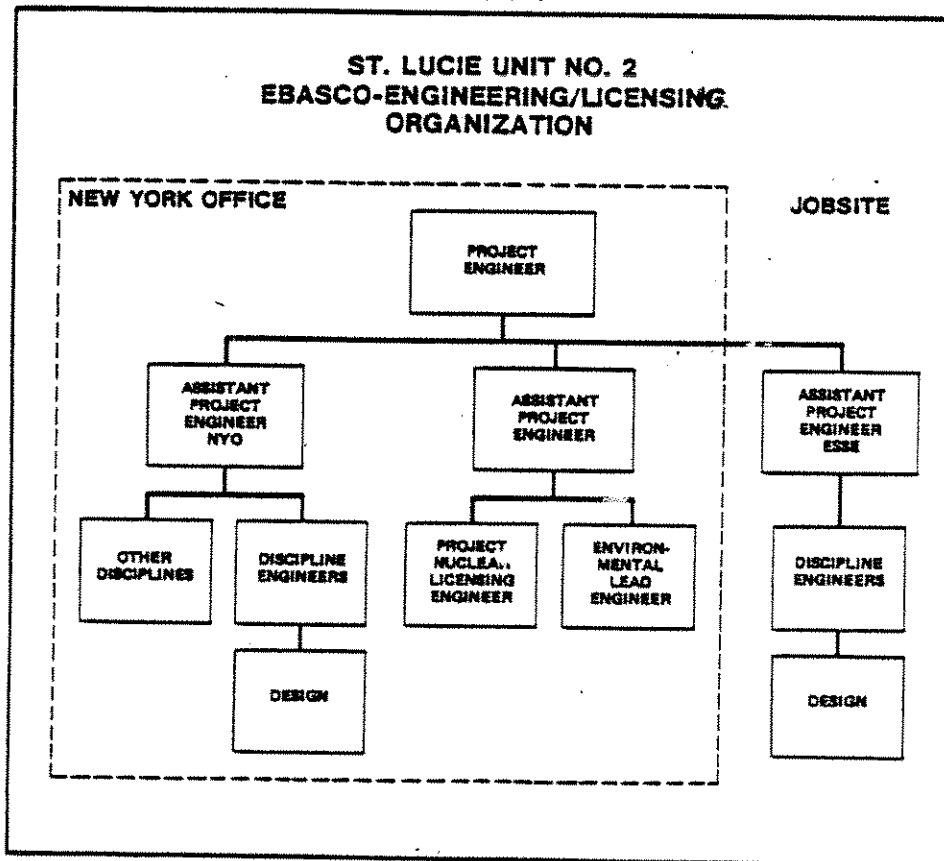 ST. LUCIE UNIT NO. 2
EBASCO-ENGINEERING/LICENSING
ORGANIZATION
NEW YORK OFFICE
JOBSITE
PROJECT
ENGINEER
ASSISTANT
PROJECT
ENGINEER
NYO
ASSISTANT
PROJECT
ENGINEER
ASSISTANT
PROJECT
ENGINEER
ESSE
OTHER
DISCIPLINES
DISCIPLINE
ENGINEERS
PROJECT
NUCLEAR
LICENSING
ENGINEER
ENVIRON-
MENTAL
LEAD
ENGINEER
DISCIPLINE
ENGINEERS
DESIGN
DESIGN